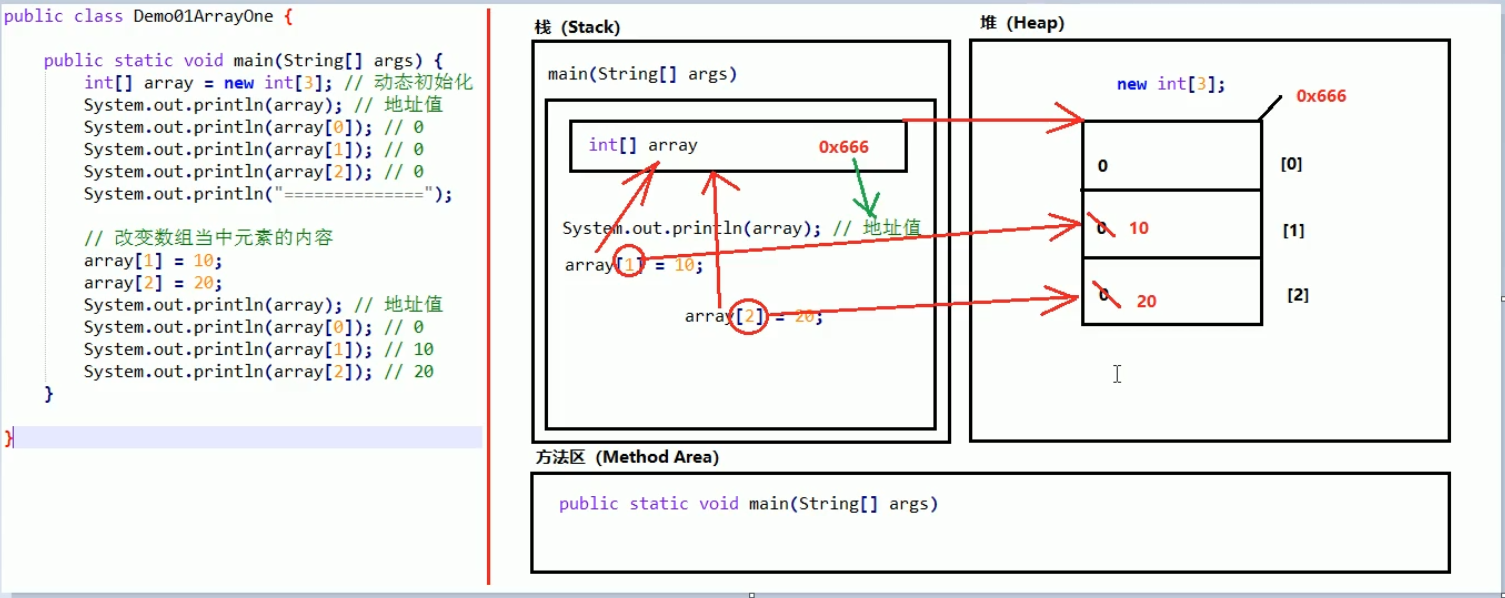 public class Demo01ArrayOne {
public static void main(String[] args) {
int[] array = new int[3]; // 动态初始化
System.out.println(array); // 地址值
System.out.println(array[0]); // 0
System.out.println(array[1]); // 0
System.out.println(array[2]); // 0
System.out.println("==============");
// 改变数组当中元素的内容
array[1] = 10;
array[2] = 20;
System.out.println(array); // 地址值
System.out.println(array[0]); // 0
System.out.println(array[1]); // 10
System.out.println(array[2]); // 20
}
}
栈（Stack）
main(String[] args)
int[] array 0x666
System.out.println(array); // 地址值
array[1] = 10;
array[2] = 20;
堆（Heap）
new int[3];
0x666
0 [0]
0 10 [1]
0 20 [2]
方法区（Method Area）
public static void main(String[] args)